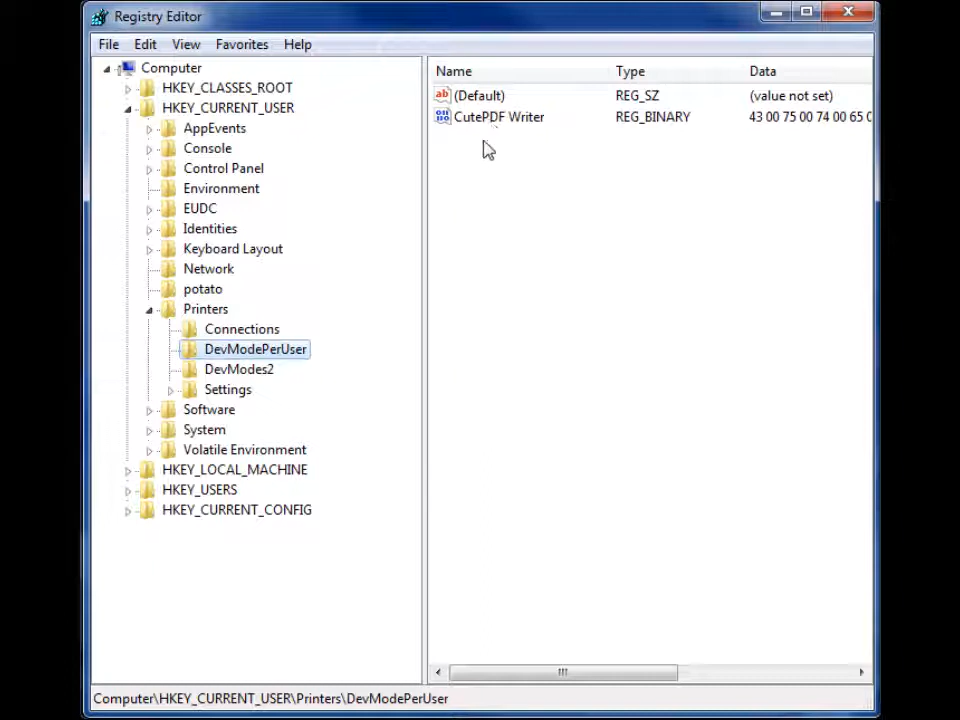 Registry Editor
File Edit View Favorites Help
Computer
HKEY_CLASSES_ROOT
HKEY_CURRENT_USER
AppEvents
Console
Control Panel
Environment
EUDC
Identities
Keyboard Layout
Network
potato
Printers
Connections
DevModePerUser
DevModes2
Settings
Software
System
Volatile Environment
HKEY_LOCAL_MACHINE
HKEY_USERS
HKEY_CURRENT_CONFIG
Name Type Data
(Default) REG_SZ (value not set)
CutePDF Writer REG_BINARY 43 00 75 00 74 00 65 0
Computer\HKEY_CURRENT_USER\Printers\DevModePerUser